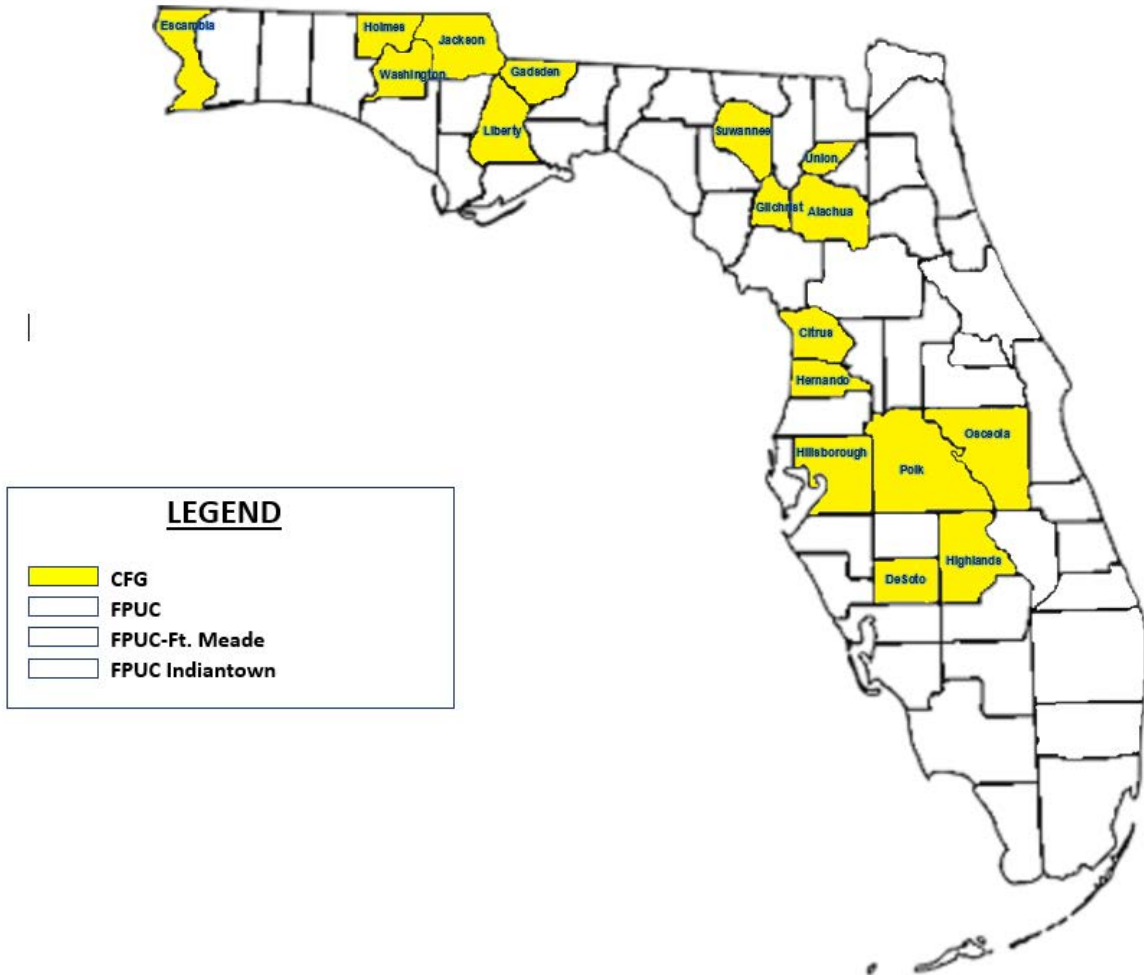 Escambia
Holmes
Jackson
Washington
Gadsden
Liberty
Suwannee
Union
Gilchrist
Alachua
Citrus
Hernando
Hillsborough
Polk
Osceola
Highlands
DeSoto
LEGEND
CFG
FPUC
FPUC-Ft. Meade
FPUC Indiantown